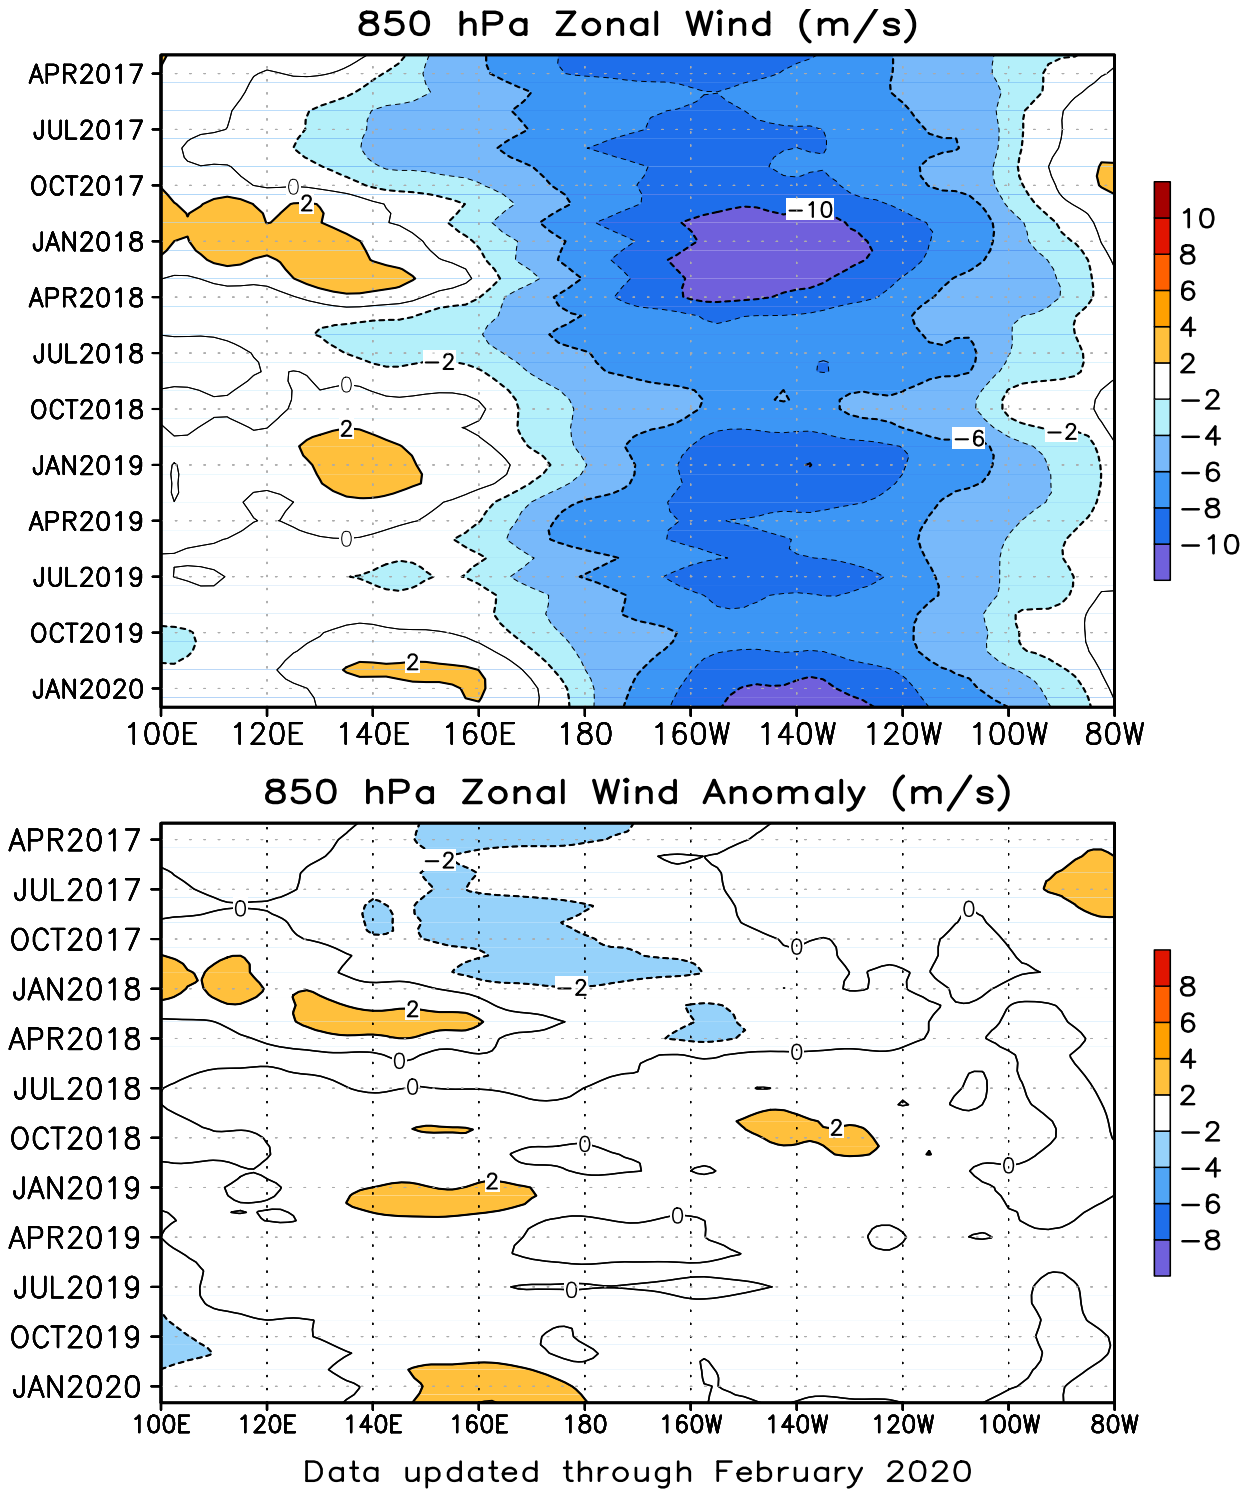 850 hPa Zonal Wind (m/s)
APR2017
JUL2017
OCT2017
JAN2018
APR2018
JUL2018
OCT2018
JAN2019
APR2019
JUL2019
OCT2019
JAN2020
0
2
−10
−2
0
2
−6
−2
0
2
100E 120E 140E 160E 180 160W 140W 120W 100W 80W
10
8
6
4
2
−2
−4
−6
−8
−10
850 hPa Zonal Wind Anomaly (m/s)
APR2017
JUL2017
OCT2017
JAN2018
APR2018
JUL2018
OCT2018
JAN2019
APR2019
JUL2019
OCT2019
JAN2020
−2
0
0
0
−2
2
0
0
0
2
0
0
2
0
0
100E 120E 140E 160E 180 160W 140W 120W 100W 80W
8
6
4
2
−2
−4
−6
−8
Data updated through February 2020